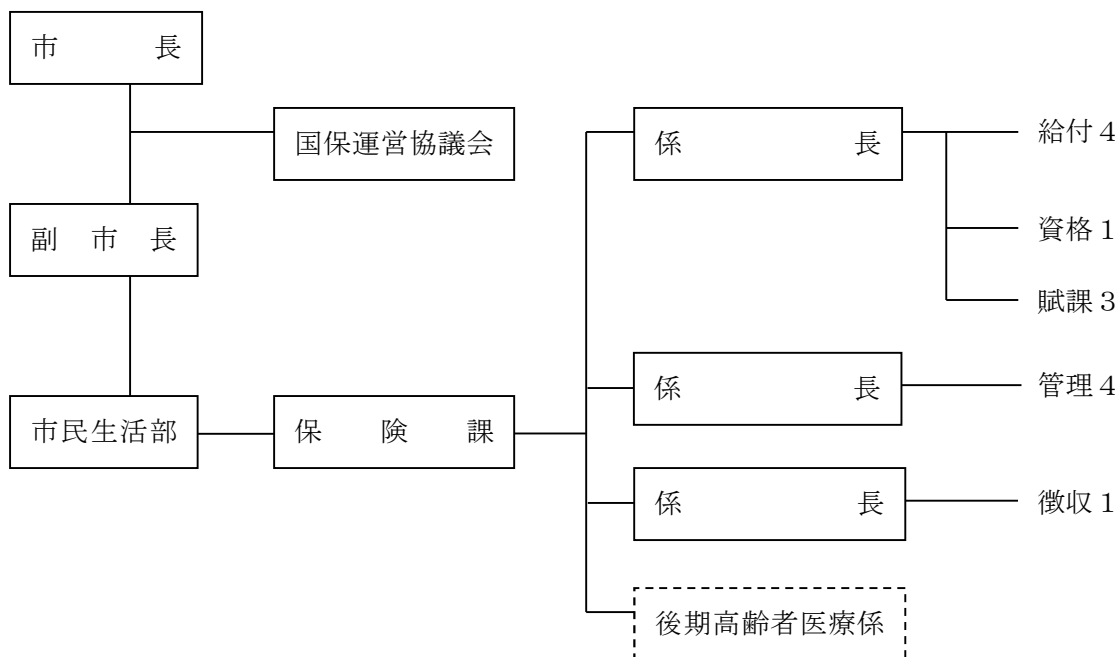 市長
国保運営協議会
係長
給付４
副市長
資格１
賦課３
係長
管理４
市民生活部
保険課
係長
徴収１
後期高齢者医療係